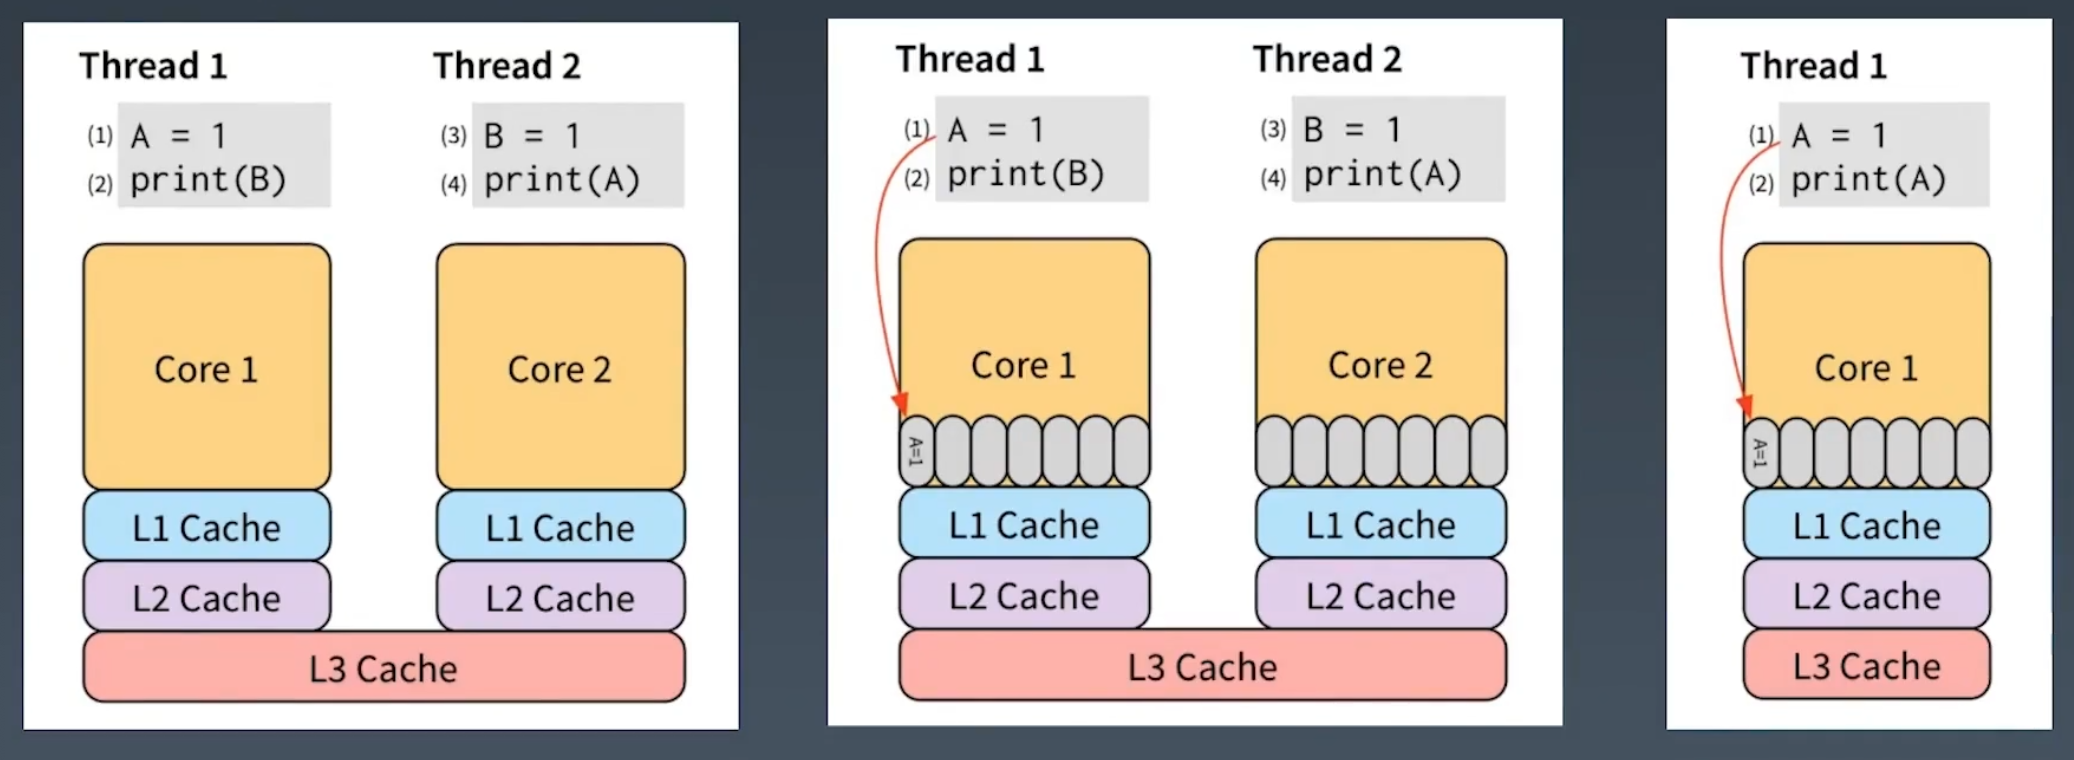 Thread 1
(1) A = 1
(2) print(B)
Core 1
L1 Cache
L2 Cache
Thread 2
(3) B = 1
(4) print(A)
Core 2
L1 Cache
L2 Cache
L3 Cache
Thread 1
(1) A = 1
(2) print(B)
Core 1
A=1
L1 Cache
L2 Cache
Thread 2
(3) B = 1
(4) print(A)
Core 2
L1 Cache
L2 Cache
L3 Cache
Thread 1
(1) A = 1
(2) print(A)
Core 1
A=1
L1 Cache
L2 Cache
L3 Cache